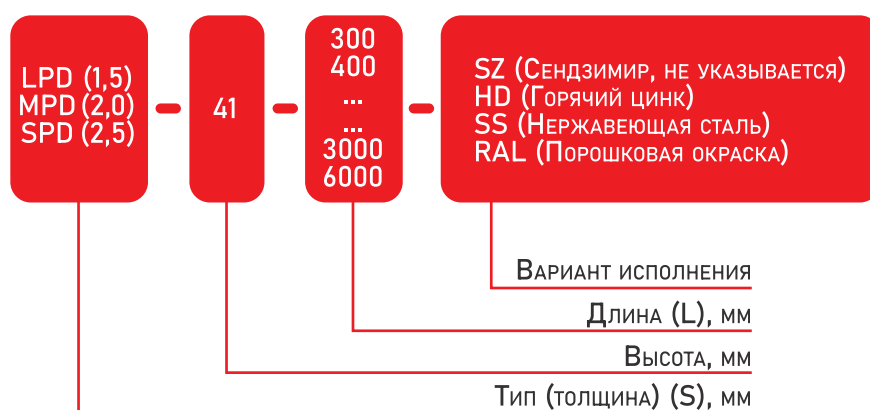 LPD (1,5)
MPD (2,0)
SPD (2,5)
41
300
400
...
...
3000
6000
SZ (Сендзимир, не указывается)
HD (Горячий цинк)
SS (Нержавеющая сталь)
RAL (Порошковая окраска)
Вариант исполнения
Длина (L), мм
Высота, мм
Тип (толщина) (S), мм